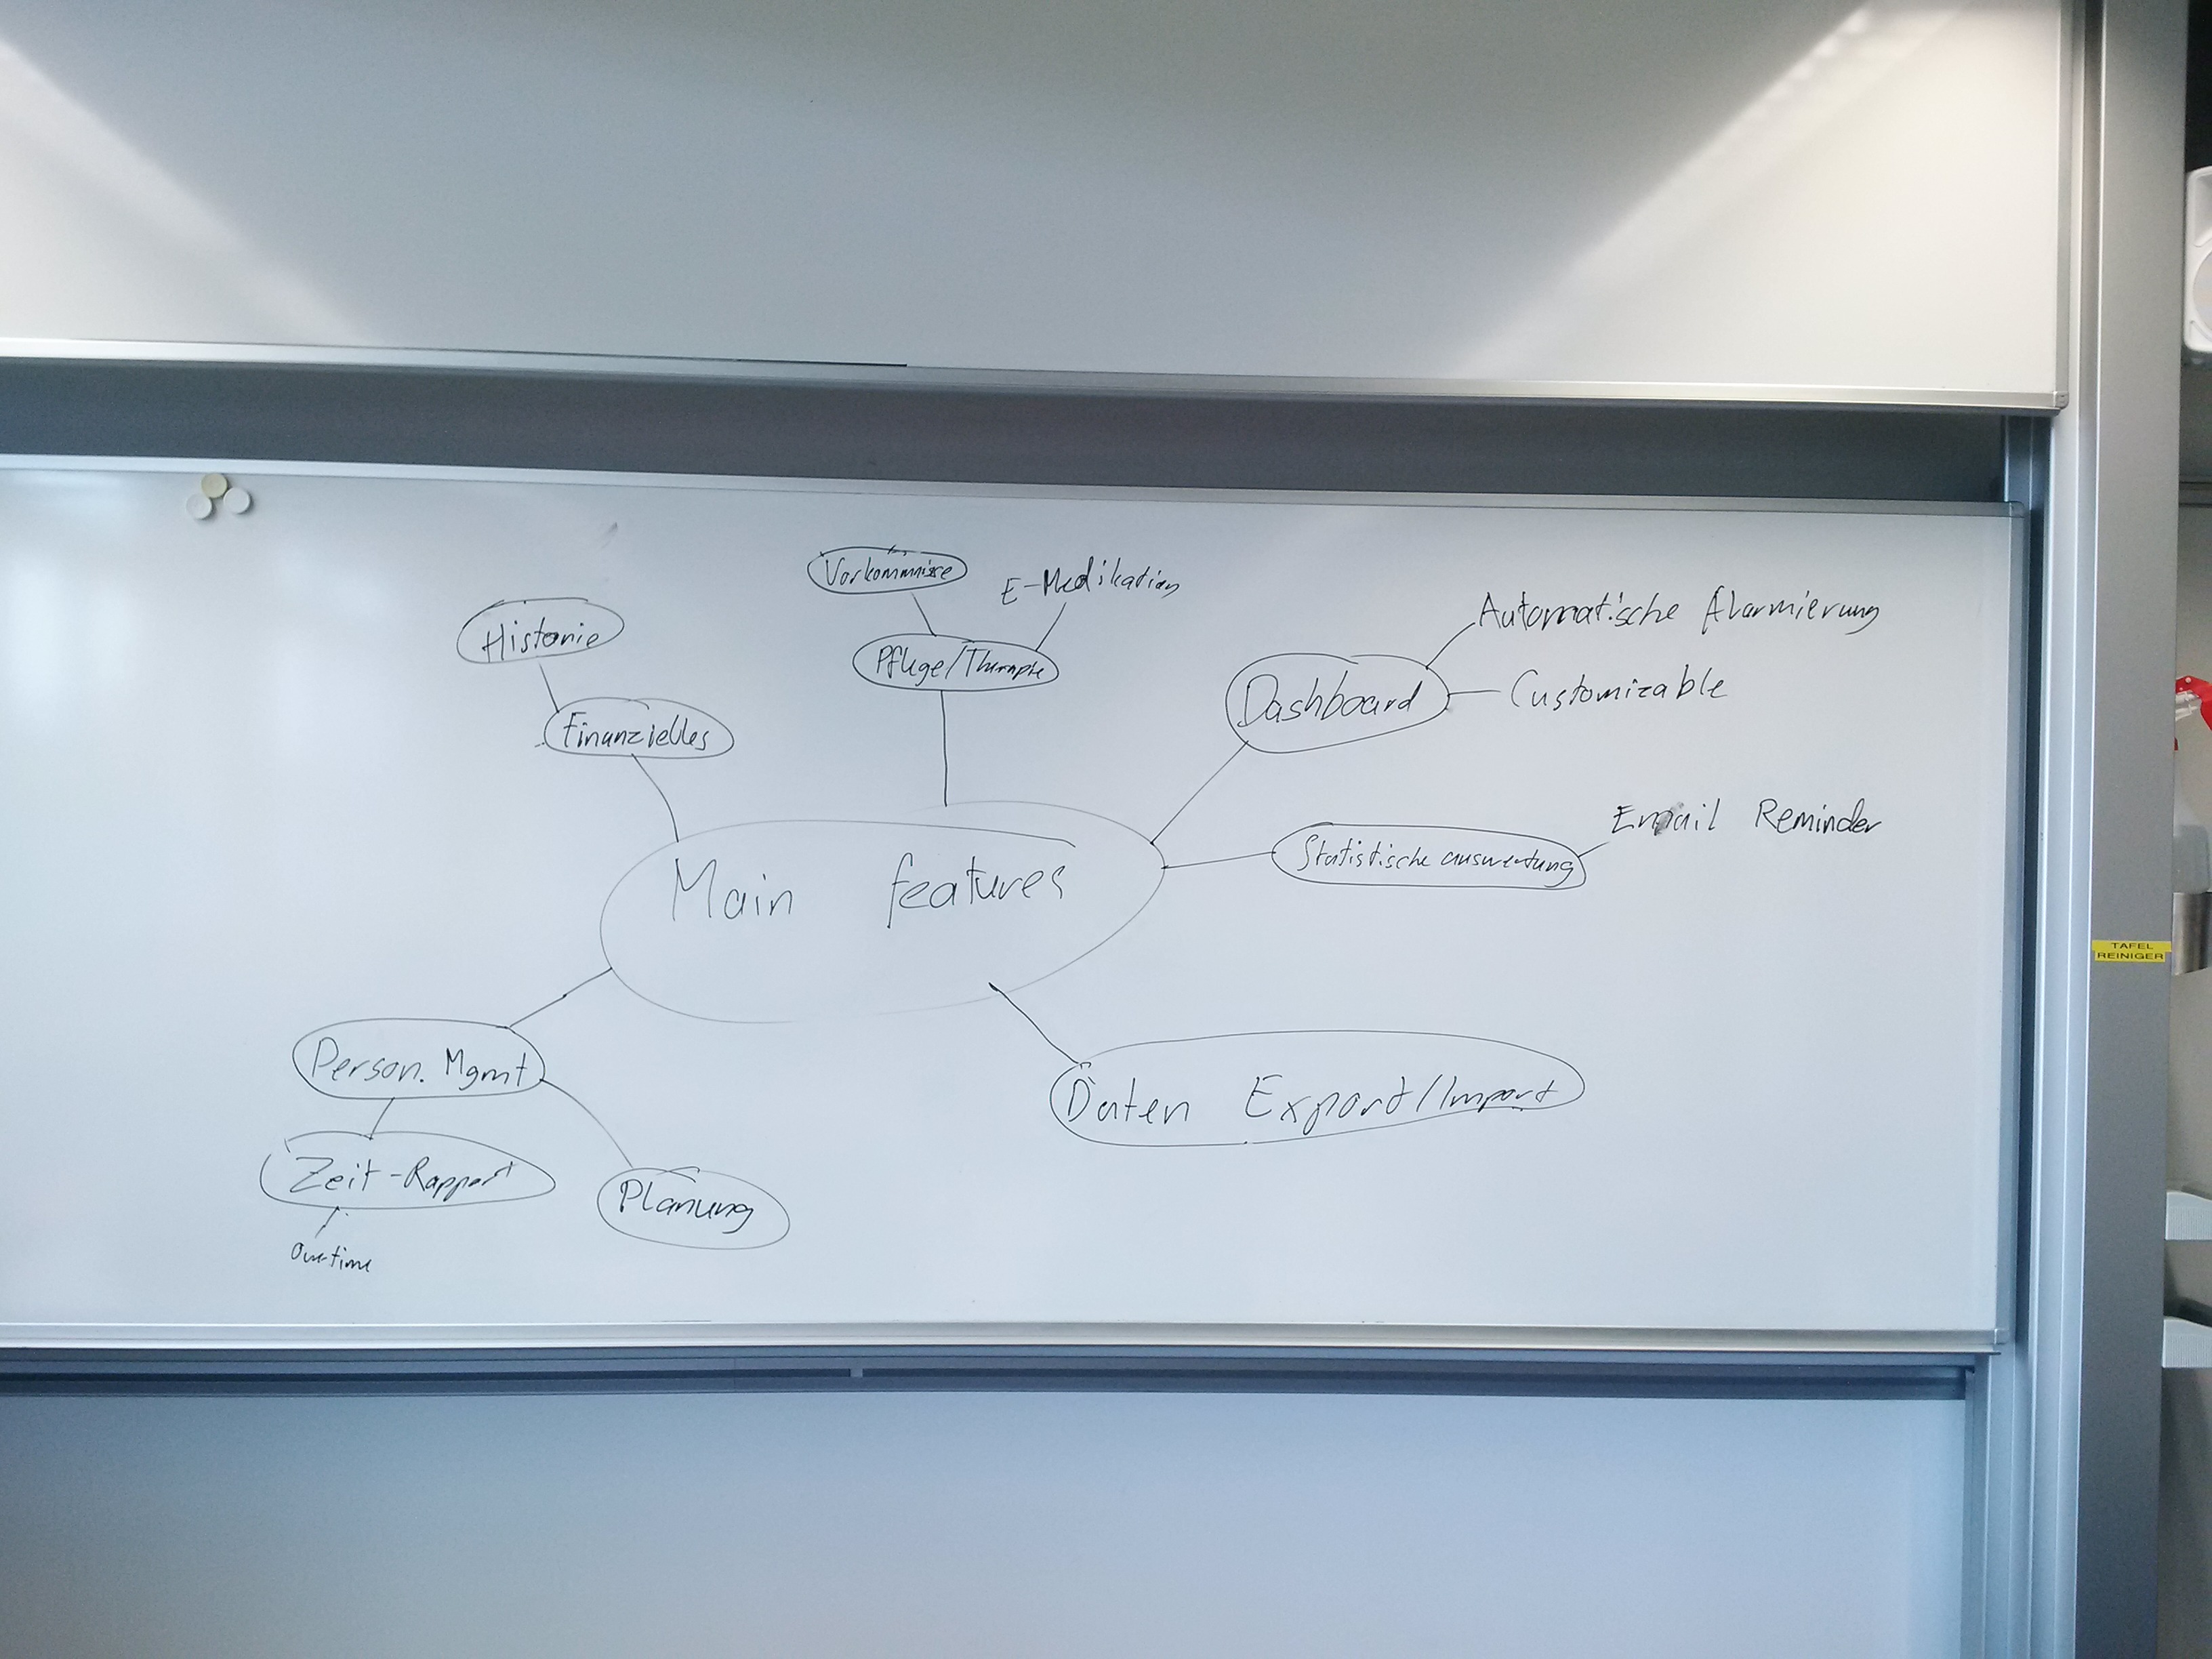 Vorkommnisse
E-Medikation
Historie
Pflege/Therapie
Automatische Alarmierung
Dashboard
Customizable
Finanzielles
Email Reminder
Statistische auswertung
Main features
TAFEL
REINIGER
Person. Mgmt
Daten Export/Import
Zeit-Rapport
Planung
Overtime